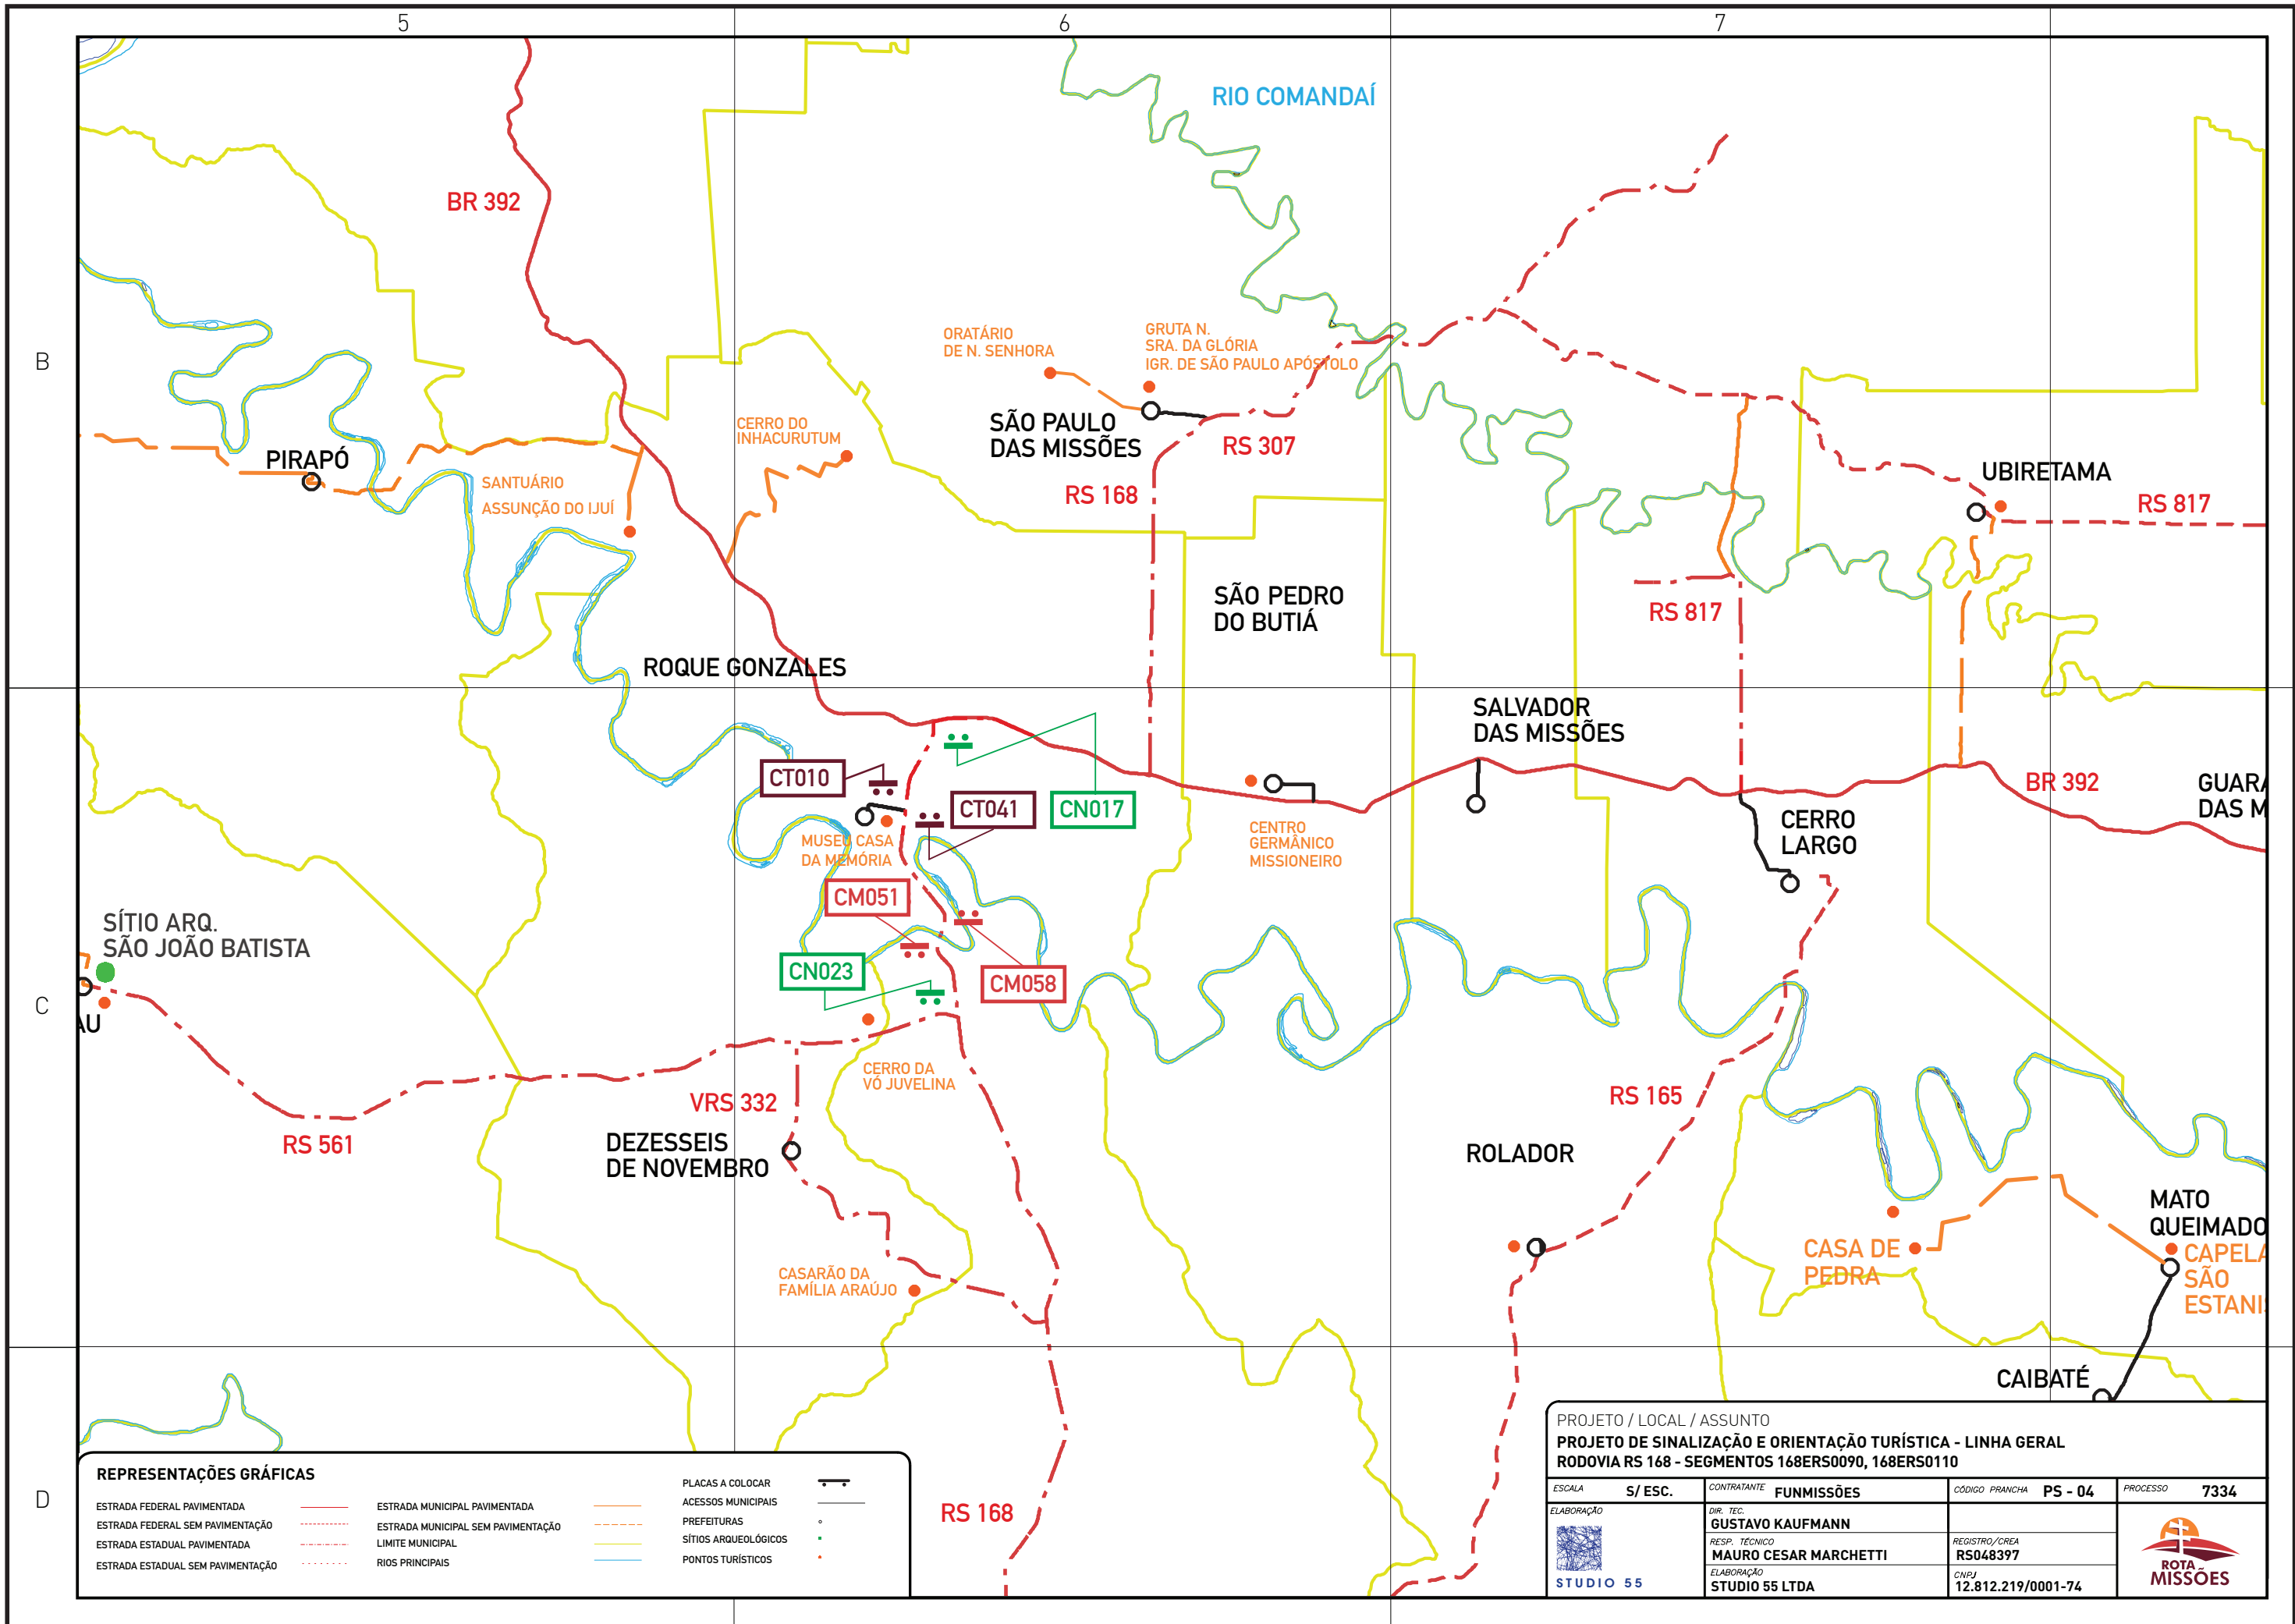 5
6
7
B
C
D
RIO COMANDAÍ
BR 392
ORATÁRIO
DE N. SENHORA
GRUTA N.
SRA. DA GLÓRIA
IGR. DE SÃO PAULO APÓSTOLO
CERRO DO
INHACURUTUM
SÃO PAULO
DAS MISSÕES
RS 307
RS 168
PIRAPÓ
SANTUÁRIO
ASSUNÇÃO DO IJUÍ
UBIRETAMA
RS 817
SÃO PEDRO
DO BUTIÁ
RS 817
ROQUE GONZALES
SALVADOR
DAS MISSÕES
CT010
CT041
CN017
BR 392
GUARA
DAS M
MUSEU CASA
DA MEMÓRIA
CENTRO
GERMÂNICO
MISSIONEIRO
CERRO
LARGO
CM051
SÍTIO ARQ.
SÃO JOÃO BATISTA
CN023
CM058
AU
CERRO DA
VÓ JUVELINA
VRS 332
RS 165
RS 561
DEZESSEIS
DE NOVEMBRO
ROLADOR
MATO
QUEIMADO
CASA DE
PEDRA
CAPELA
SÃO
ESTANIS
CASARÃO DA
FAMÍLIA ARAÚJO
CAIBATÉ
RS 168
REPRESENTAÇÕES GRÁFICAS
ESTRADA FEDERAL PAVIMENTADA
ESTRADA FEDERAL SEM PAVIMENTAÇÃO
ESTRADA ESTADUAL PAVIMENTADA
ESTRADA ESTADUAL SEM PAVIMENTAÇÃO
ESTRADA MUNICIPAL PAVIMENTADA
ESTRADA MUNICIPAL SEM PAVIMENTAÇÃO
LIMITE MUNICIPAL
RIOS PRINCIPAIS
PLACAS A COLOCAR
ACESSOS MUNICIPAIS
PREFEITURAS
SÍTIOS ARQUEOLÓGICOS
PONTOS TURÍSTICOS
PROJETO / LOCAL / ASSUNTO
PROJETO DE SINALIZAÇÃO E ORIENTAÇÃO TURÍSTICA - LINHA GERAL
RODOVIA RS 168 - SEGMENTOS 168ERS0090, 168ERS0110
ESCALA S/ ESC.
CONTRATANTE FUNMISSÕES
CÓDIGO PRANCHA PS - 04
PROCESSO 7334
ELABORAÇÃO
STUDIO 55
DIR. TEC.
GUSTAVO KAUFMANN
RESP. TÉCNICO
MAURO CESAR MARCHETTI
REGISTRO/CREA
RS048397
ELABORAÇÃO
STUDIO 55 LTDA
CNPJ
12.812.219/0001-74
ROTA
MISSÕES